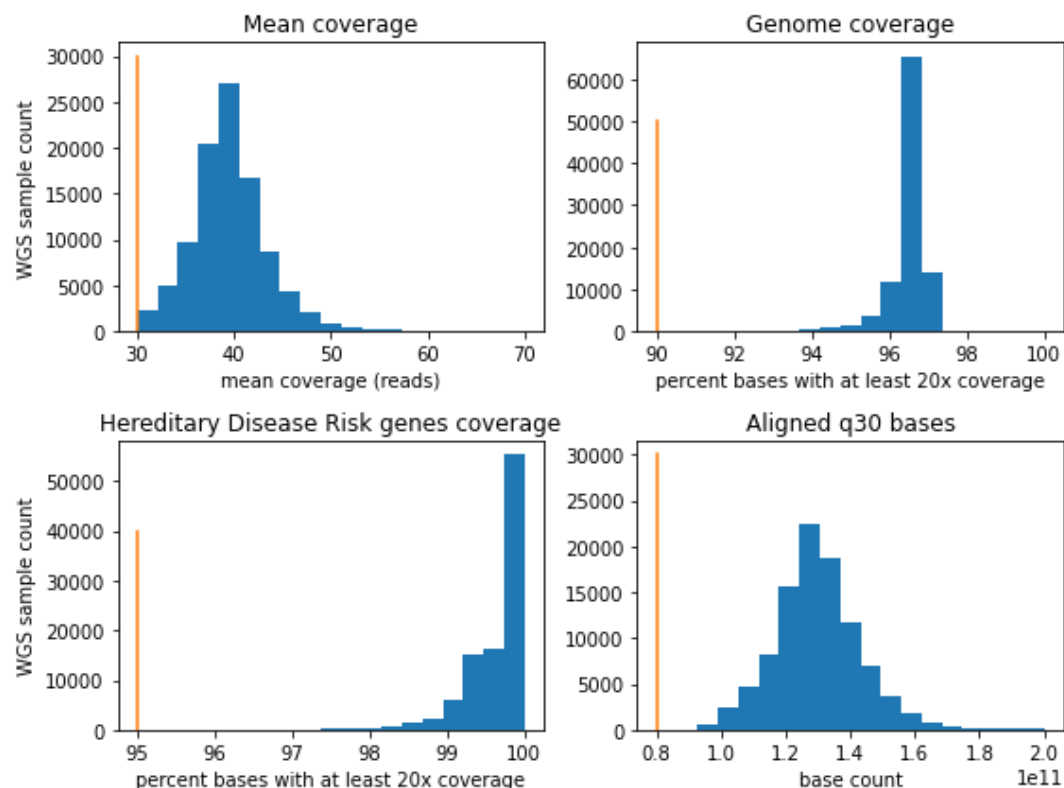 Mean coverage
WGS sample count
30000
25000
20000
15000
10000
5000
0
30 40 50 60 70
mean coverage (reads)
Genome coverage
60000
50000
40000
30000
20000
10000
0
90 92 94 96 98 100
percent bases with at least 20x coverage
Hereditary Disease Risk genes coverage
WGS sample count
50000
40000
30000
20000
10000
0
95 96 97 98 99 100
percent bases with at least 20x coverage
Aligned q30 bases
30000
25000
20000
15000
10000
5000
0
0.8 1.0 1.2 1.4 1.6 1.8 2.0
base count
1e11